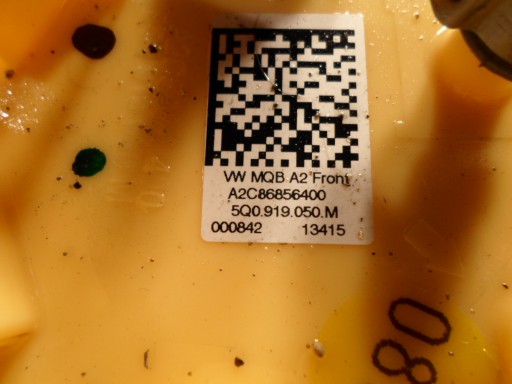 VW MQB A2 Front
A2C86856400
5Q0.919.050.M
000842 13415
80